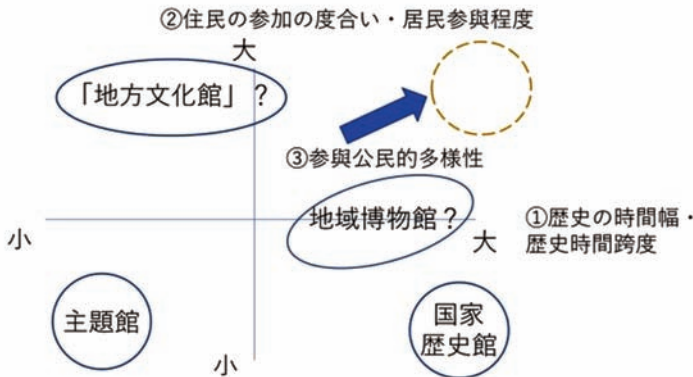 ②住民の参加の度合い・居民參與程度
大
「地方文化館」？
③参與公民的多様性
地域博物館？
小
大
①歴史の時間幅・
歴史時間跨度
主題館
国家
歴史館
小